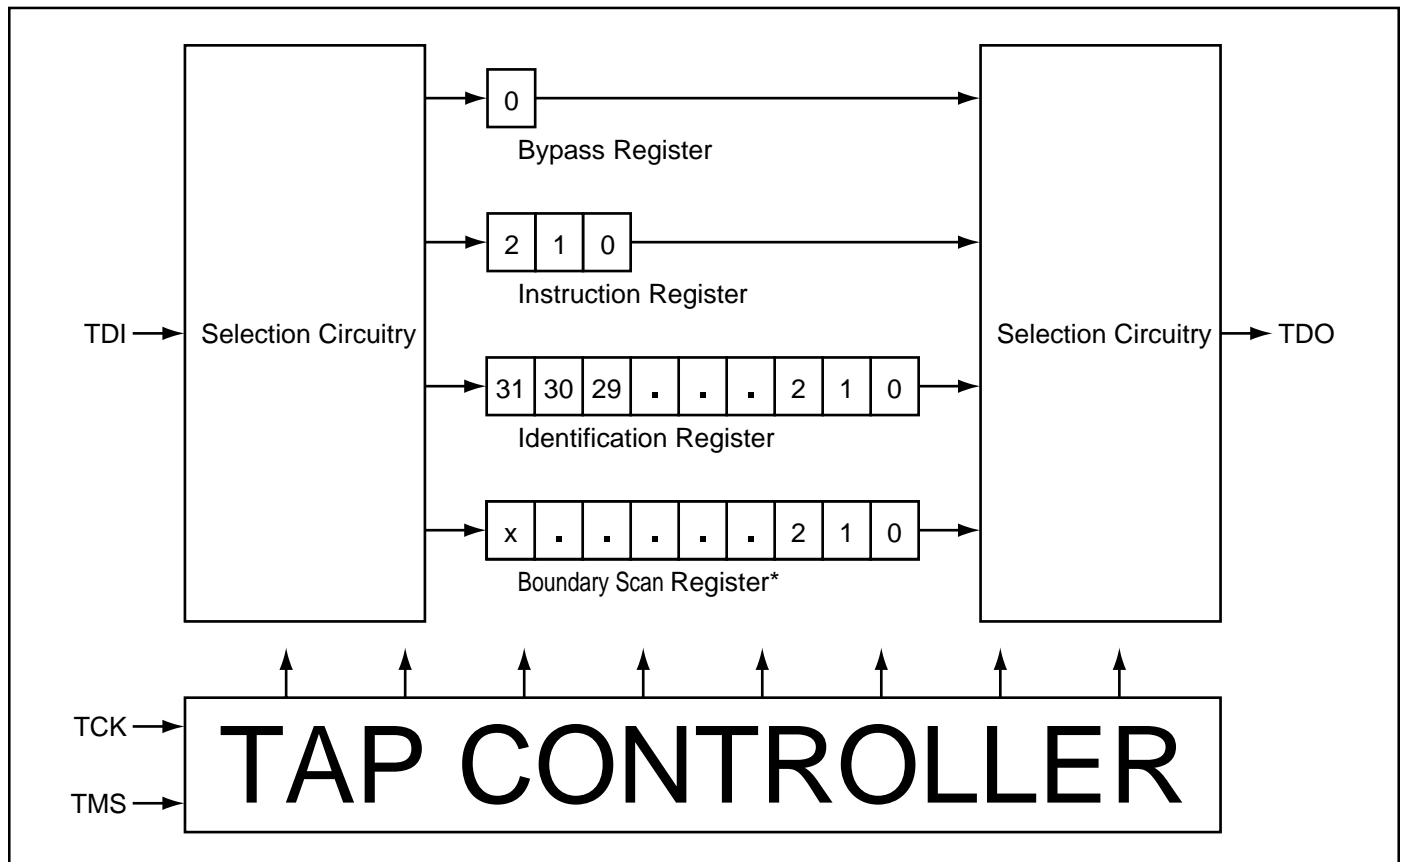 0
Bypass Register
2 1 0
Instruction Register
TDI
Selection Circuitry
Selection Circuitry
TDO
31 30 29 . . . 2 1 0
Identification Register
x . . . . . 2 1 0
Boundary Scan Register*
TCK
TMS
TAP CONTROLLER